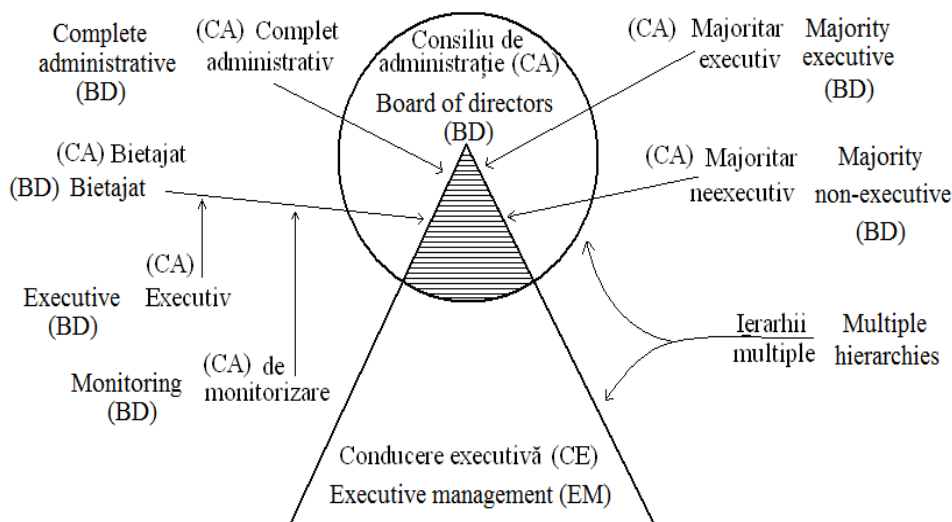 Complete
administrative
(BD)
(CA) Complet
administrativ
Consiliu de
administrație (CA)
Board of directors
(BD)
(CA) Majoritar
executiv
Majority
executive
(BD)
(CA) Bietajat
(BD) Bietajat
(CA) Majoritar
neexecutiv
Majority
non-executive
(BD)
(CA)
Executiv
Executive
(BD)
(CA) de
monitorizare
Monitoring
(BD)
Ierarhii
multiple
Multiple
hierarchies
Conducere executivă (CE)
Executive management (EM)